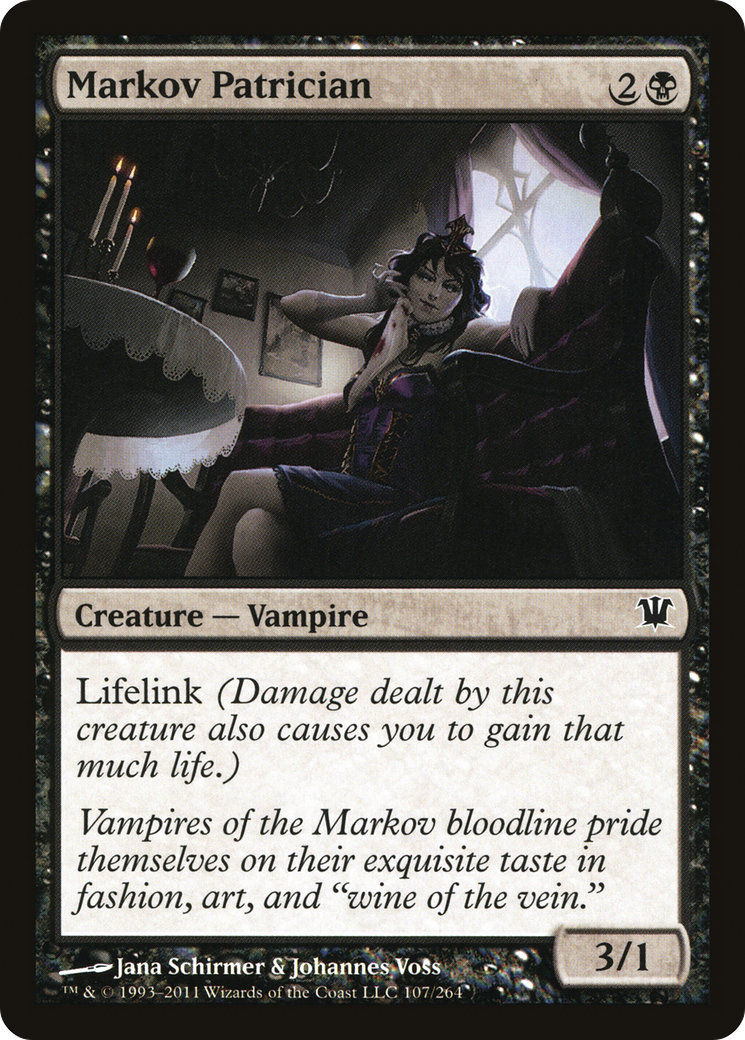 Markov Patrician 2
Creature — Vampire
Lifelink (Damage dealt by this
creature also causes you to gain that
much life.)
Vampires of the Markov bloodline pride
themselves on their exquisite taste in
fashion, art, and “wine of the vein.”
3/1
Jana Schirmer & Johannes Voss
™ & © 1993–2011 Wizards of the Coast LLC 107/264